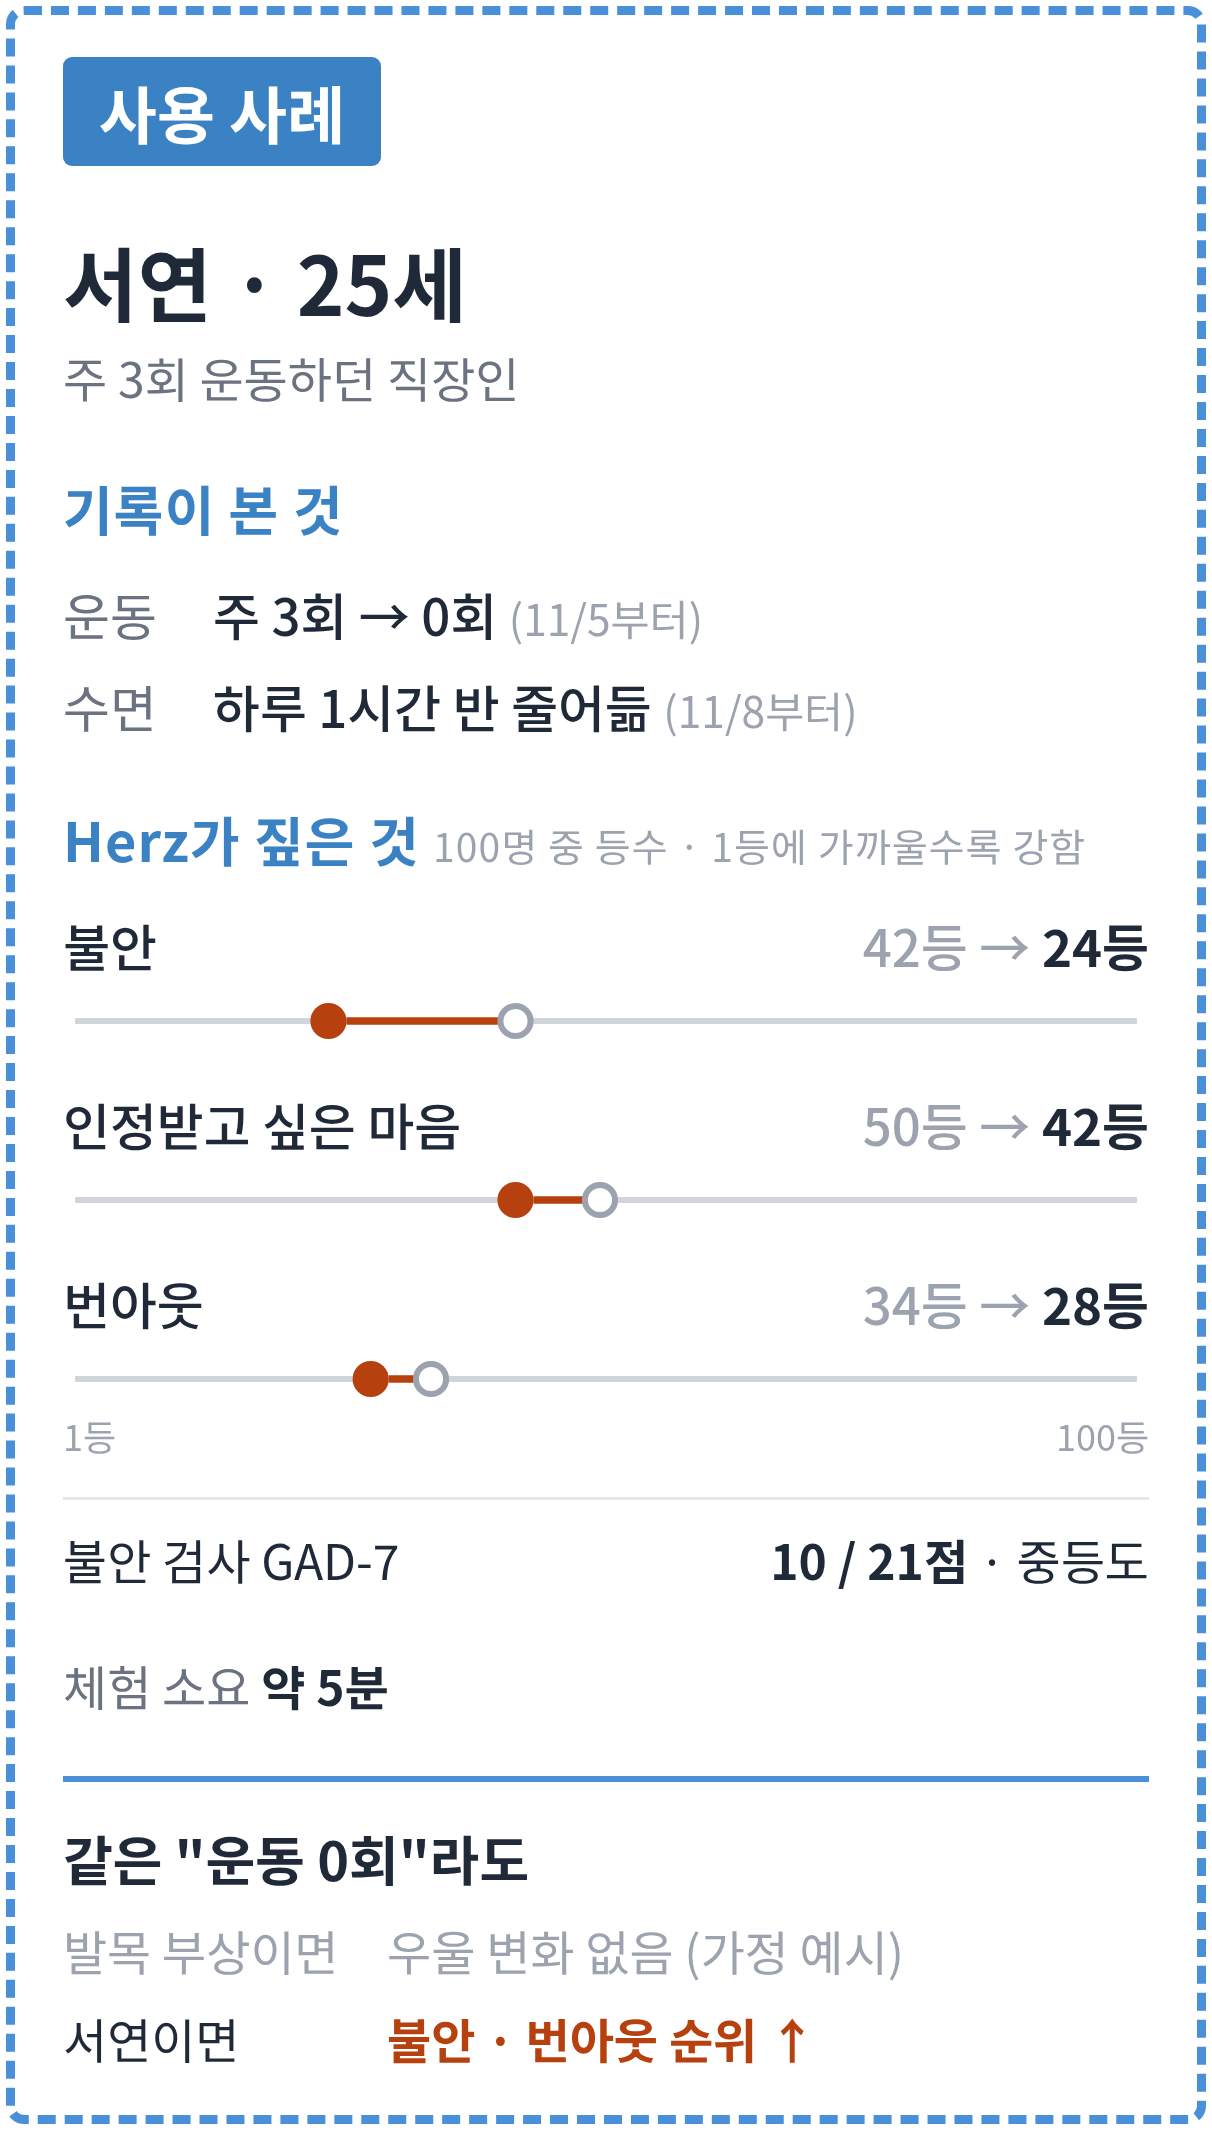 사용 사례
서연 · 25세
주 3회 운동하던 직장인
기록이 본 것
운동 주 3회 → 0회 (11/5부터)
수면 하루 1시간 반 줄어듦 (11/8부터)
Herz가 짚은 것 100명 중 등수 · 1등에 가까울수록 강함
불안 42등 → 24등
인정받고 싶은 마음 50등 → 42등
번아웃 34등 → 28등
1등 100등
불안 검사 GAD-7 10 / 21점 · 중등도
체험 소요 약 5분
같은 "운동 0회"라도
발목 부상이면 우울 변화 없음 (가정 예시)
서연이면 불안 · 번아웃 순위 ↑